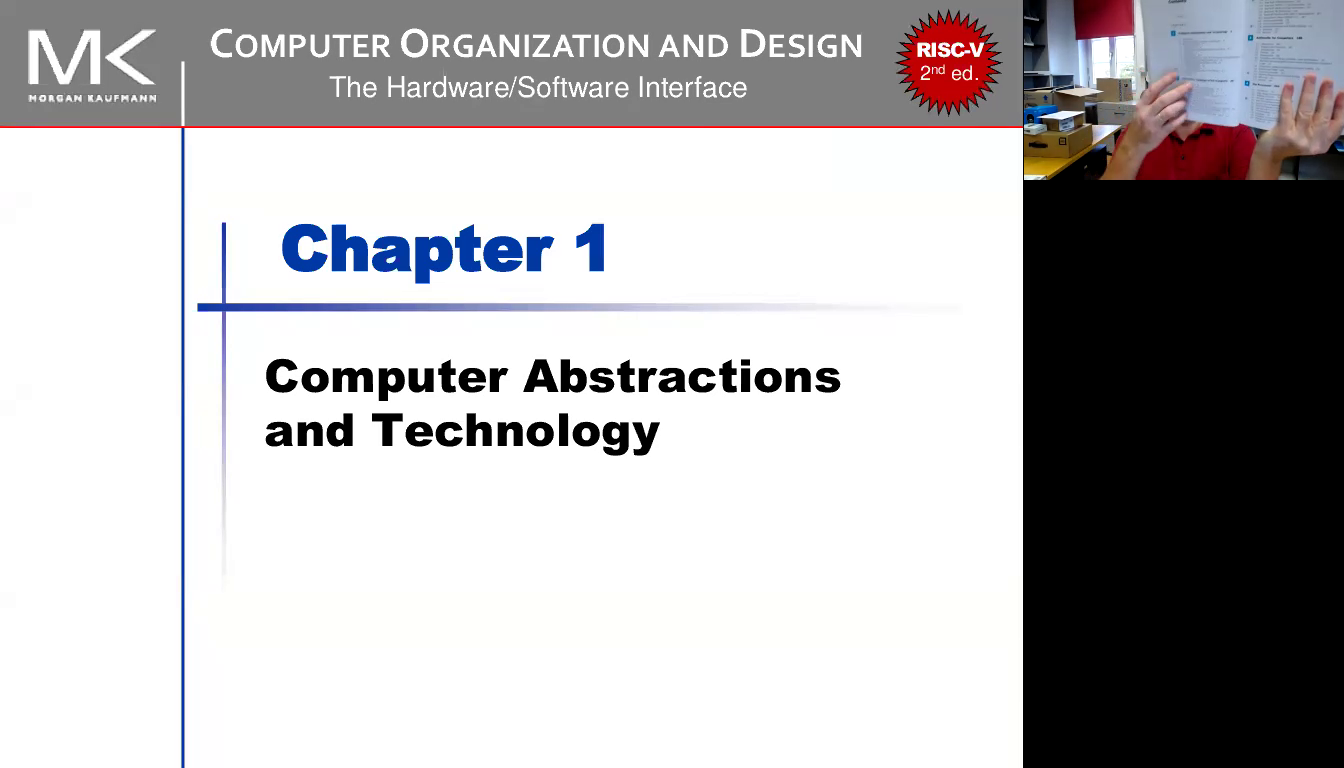 MK
MORGAN KAUFMANN
COMPUTER ORGANIZATION AND DESIGN
The Hardware/Software Interface
RISC-V
2nd ed.
Chapter 1
Computer Abstractions
and Technology